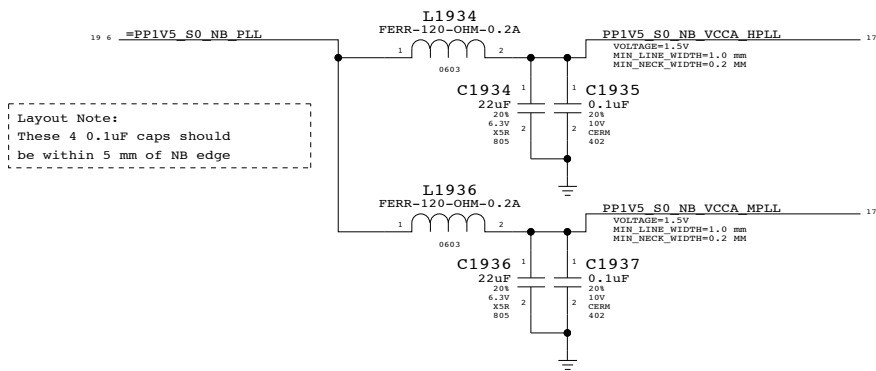 L1934
FERR-120-OHM-0.2A
19 6 =PP1V5_S0_NB_PLL
1 2
0603
PP1V5_S0_NB_VCCA_HPLL 17
VOLTAGE=1.5V
MIN_LINE_WIDTH=1.0 mm
MIN_NECK_WIDTH=0.2 MM
C1934
22uF
20%
6.3V
X5R
805
1
2
1
2
C1935
0.1uF
20%
10V
CERM
402
Layout Note:
These 4 0.1uF caps should
be within 5 mm of NB edge
L1936
FERR-120-OHM-0.2A
1 2
0603
PP1V5_S0_NB_VCCA_MPLL 17
VOLTAGE=1.5V
MIN_LINE_WIDTH=1.0 mm
MIN_NECK_WIDTH=0.2 MM
C1936
22uF
20%
6.3V
X5R
805
1
2
1
2
C1937
0.1uF
20%
10V
CERM
402